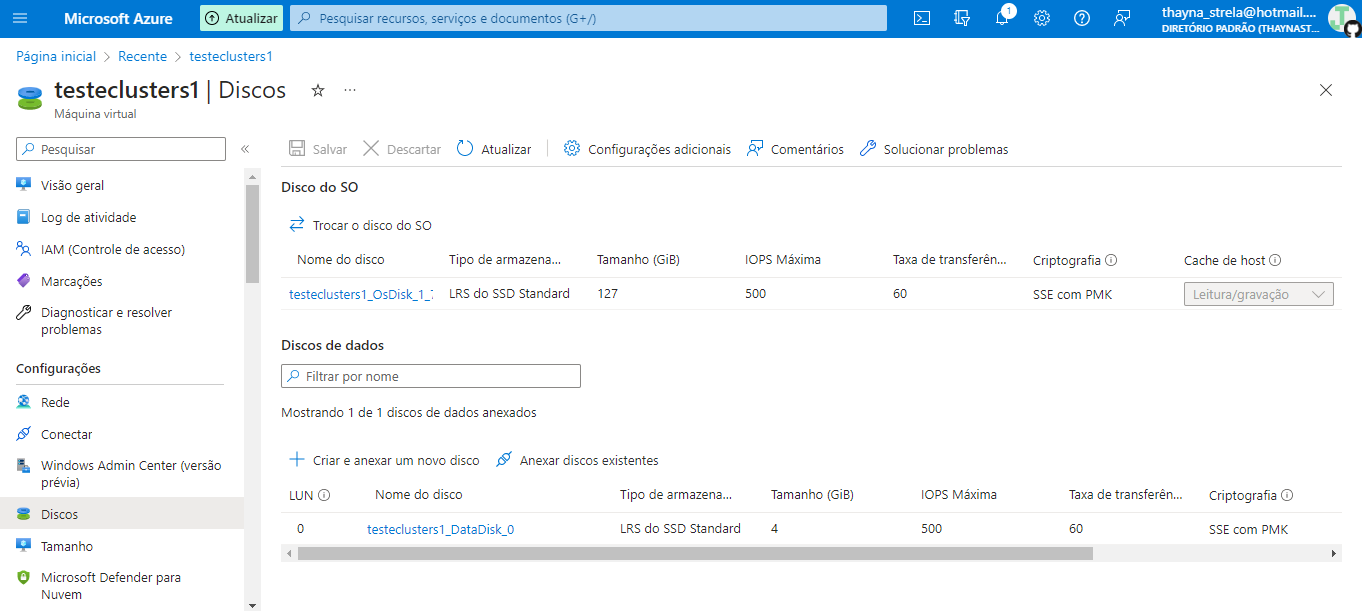 Microsoft Azure
Atualizar
Pesquisar recursos, serviços e documentos (G+/)
1
thayna_strela@hotmail....
DIRETÓRIO PADRÃO (THAYNAST...
Página inicial > Recente > testeclusters1
testeclusters1 | Discos
Máquina virtual
Pesquisar
Visão geral
Log de atividade
IAM (Controle de acesso)
Marcações
Diagnosticar e resolver
problemas
Configurações
Rede
Conectar
Windows Admin Center (versão
prévia)
Discos
Tamanho
Microsoft Defender para
Nuvem
Salvar Descartar Atualizar Configurações adicionais Comentários Solucionar problemas
Disco do SO
Trocar o disco do SO
Nome do disco Tipo de armazena... Tamanho (GiB) IOPS Máxima Taxa de transferên... Criptografia Cache de host
testeclusters1_OsDisk_1_ LRS do SSD Standard 127 500 60 SSE com PMK Leitura/gravação
Discos de dados
Filtrar por nome
Mostrando 1 de 1 discos de dados anexados
Criar e anexar um novo disco Anexar discos existentes
LUN Nome do disco Tipo de armazena... Tamanho (GiB) IOPS Máxima Taxa de transferên... Criptografia
0 testeclusters1_DataDisk_0 LRS do SSD Standard 4 500 60 SSE com PMK